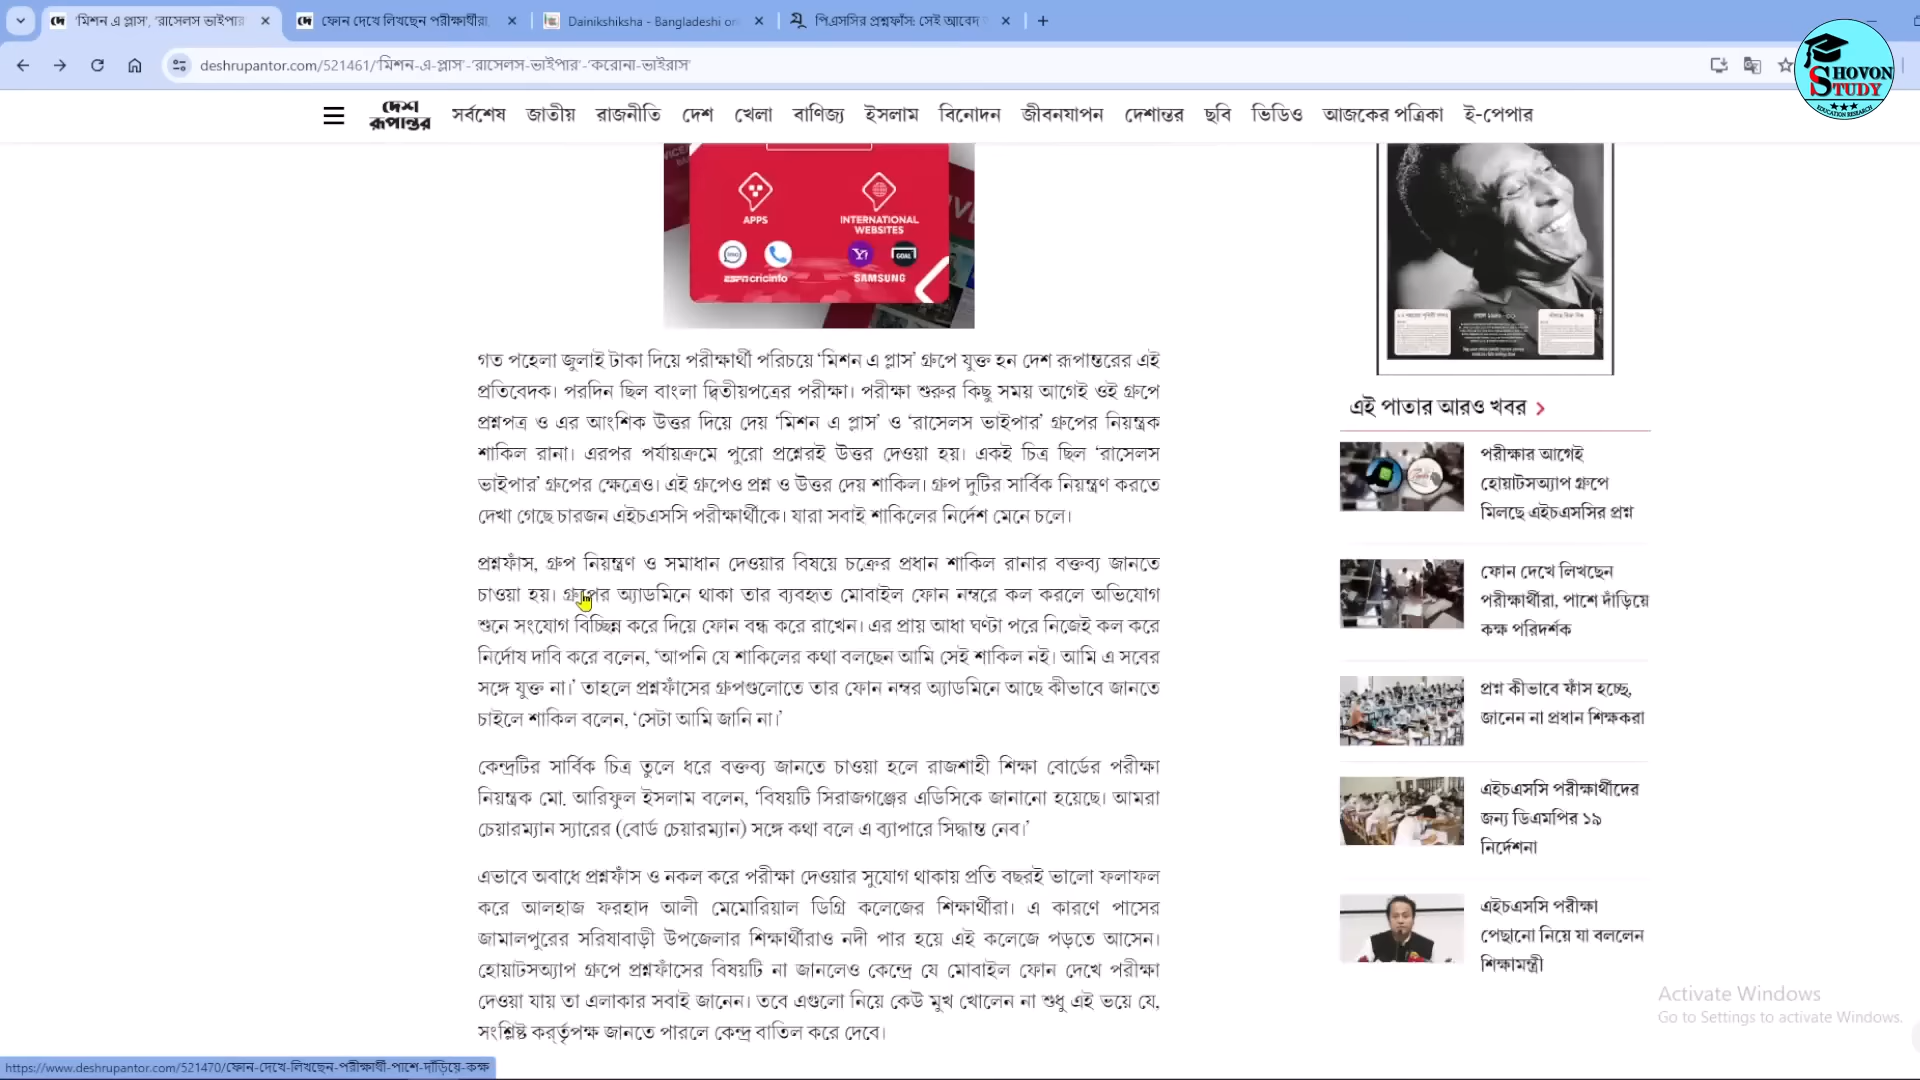 'মিশন এ প্লাস', 'রাসেলস ভাইপার'
ফোন দেখে লিখছেন পরীক্ষার্থীরা,
Dainikshiksha - Bangladeshi on
পিএসসির প্রশ্নফাঁস: সেই আবেদ
deshrupantor.com/521461/'মিশন-এ-প্লাস'-'রাসেলস-ভাইপার'-'করোনা-ভাইরাস'
SHOVON
STUDY
EDUCATION RESEARCH
দেশ
রূপান্তর
সর্বশেষ জাতীয় রাজনীতি দেশ খেলা বাণিজ্য ইসলাম বিনোদন জীবনযাপন দেশান্তর ছবি ভিডিও আজকের পত্রিকা ই-পেপার
APPS
INTERNATIONAL
WEBSITES
GOAL
ESPNcricinfo
SAMSUNG
গত পহেলা জুলাই টাকা দিয়ে পরীক্ষার্থী পরিচয়ে ‘মিশন এ প্লাস’ গ্রুপে যুক্ত হন দেশ রূপান্তরের এই
প্রতিবেদক। পরদিন ছিল বাংলা দ্বিতীয়পত্রের পরীক্ষা। পরীক্ষা শুরুর কিছু সময় আগেই ওই গ্রুপে
প্রশ্নপত্র ও এর আংশিক উত্তর দিয়ে দেয় ‘মিশন এ প্লাস’ ও ‘রাসেলস ভাইপার’ গ্রুপের নিয়ন্ত্রক
শাকিল রানা। এরপর পর্যায়ক্রমে পুরো প্রশ্নেরই উত্তর দেওয়া হয়। একই চিত্র ছিল ‘রাসেলস
ভাইপার’ গ্রুপের ক্ষেত্রেও। এই গ্রুপেও প্রশ্ন ও উত্তর দেয় শাকিল। গ্রুপ দুটির সার্বিক নিয়ন্ত্রণ করতে
দেখা গেছে চারজন এইচএসসি পরীক্ষার্থীকে। যারা সবাই শাকিলের নির্দেশ মেনে চলে।
প্রশ্নফাঁস, গ্রুপ নিয়ন্ত্রণ ও সমাধান দেওয়ার বিষয়ে চক্রের প্রধান শাকিল রানার বক্তব্য জানতে
চাওয়া হয়। গ্রুপের অ্যাডমিনে থাকা তার ব্যবহৃত মোবাইল ফোন নম্বরে কল করলে অভিযোগ
শুনে সংযোগ বিচ্ছিন্ন করে দিয়ে ফোন বন্ধ করে রাখেন। এর প্রায় আধা ঘণ্টা পরে নিজেই কল করে
নির্দোষ দাবি করে বলেন, ‘আপনি যে শাকিলের কথা বলছেন আমি সেই শাকিল নই। আমি এ সবের
সঙ্গে যুক্ত না।’ তাহলে প্রশ্নফাঁসের গ্রুপগুলোতে তার ফোন নম্বর অ্যাডমিনে আছে কীভাবে জানতে
চাইলে শাকিল বলেন, ‘সেটা আমি জানি না।’
কেন্দ্রটির সার্বিক চিত্র তুলে ধরে বক্তব্য জানতে চাওয়া হলে রাজশাহী শিক্ষা বোর্ডের পরীক্ষা
নিয়ন্ত্রক মো. আরিফুল ইসলাম বলেন, ‘বিষয়টি সিরাজগঞ্জের এডিসিকে জানানো হয়েছে। আমরা
চেয়ারম্যান স্যারের (বোর্ড চেয়ারম্যান) সঙ্গে কথা বলে এ ব্যাপারে সিদ্ধান্ত নেব।’
এভাবে অবাধে প্রশ্নফাঁস ও নকল করে পরীক্ষা দেওয়ার সুযোগ থাকায় প্রতি বছরই ভালো ফলাফল
করে আলহাজ ফরহাদ আলী মেমোরিয়াল ডিগ্রি কলেজের শিক্ষার্থীরা। এ কারণে পাসের
জামালপুরের সরিষাবাড়ী উপজেলার শিক্ষার্থীরাও নদী পার হয়ে এই কলেজে পড়তে আসেন।
হোয়াটসঅ্যাপ গ্রুপে প্রশ্নফাঁসের বিষয়টি না জানলেও কেন্দ্রে যে মোবাইল ফোন দেখে পরীক্ষা
দেওয়া যায় তা এলাকার সবাই জানেন। তবে এগুলো নিয়ে কেউ মুখ খোলেন না শুধু এই ভয়ে যে,
সংশ্লিষ্ট কর্র্তৃপক্ষ জানতে পারলে কেন্দ্র বাতিল করে দেবে।
এই পাতার আরও খবর
পরীক্ষার আগেই
হোয়াটসঅ্যাপ গ্রুপে
মিলছে এইচএসসির প্রশ্ন
ফোন দেখে লিখছেন
পরীক্ষার্থীরা, পাশে দাঁড়িয়ে
কক্ষ পরিদর্শক
প্রশ্ন কীভাবে ফাঁস হচ্ছে,
জানেন না প্রধান শিক্ষকরা
এইচএসসি পরীক্ষার্থীদের
জন্য ডিএমপির ১৯
নির্দেশনা
এইচএসসি পরীক্ষা
পেছানো নিয়ে যা বললেন
শিক্ষামন্ত্রী
Activate Windows
Go to Settings to activate Windows.
https://www.deshrupantor.com/521470/ফোন-দেখে-লিখছেন-পরীক্ষার্থী-পাশে-দাঁড়িয়ে-কক্ষ